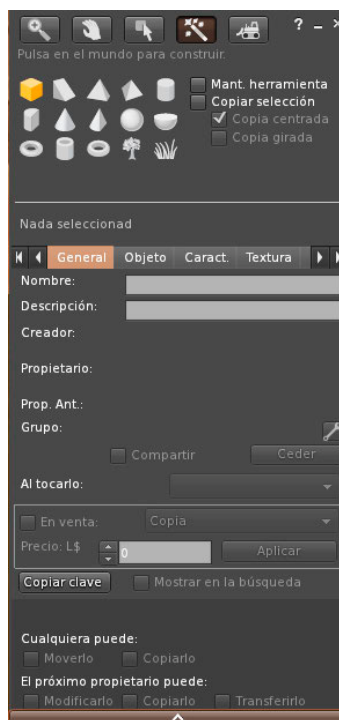 ? – ×
Pulsa en el mundo para construir.
Mant. herramienta
Copiar selección
Copia centrada
Copia girada
Nada seleccionad
General Objeto Caract. Textura
Nombre:
Descripción:
Creador:
Propietario:
Prop. Ant.:
Grupo:
Compartir Ceder
Al tocarlo:
En venta: Copia
Precio: L$ 0 Aplicar
Copiar clave Mostrar en la búsqueda
Cualquiera puede:
Moverlo Copiarlo
El próximo propietario puede:
Modificarlo Copiarlo Transferirlo